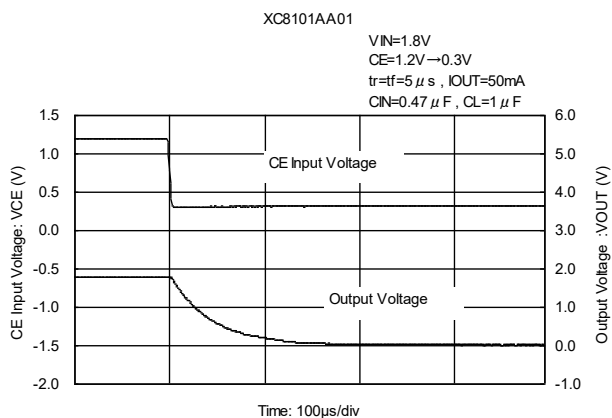 XC8101AA01
VIN=1.8V
CE=1.2V→0.3V
tr=tf=5μs , IOUT=50mA
CIN=0.47μF , CL=1μF
CE Input Voltage: VCE (V)
1.5
1.0
0.5
0.0
-0.5
-1.0
-1.5
-2.0
CE Input Voltage
Output Voltage
6.0
5.0
4.0
3.0
2.0
1.0
0.0
-1.0
Output Voltage :VOUT (V)
Time: 100μs/div